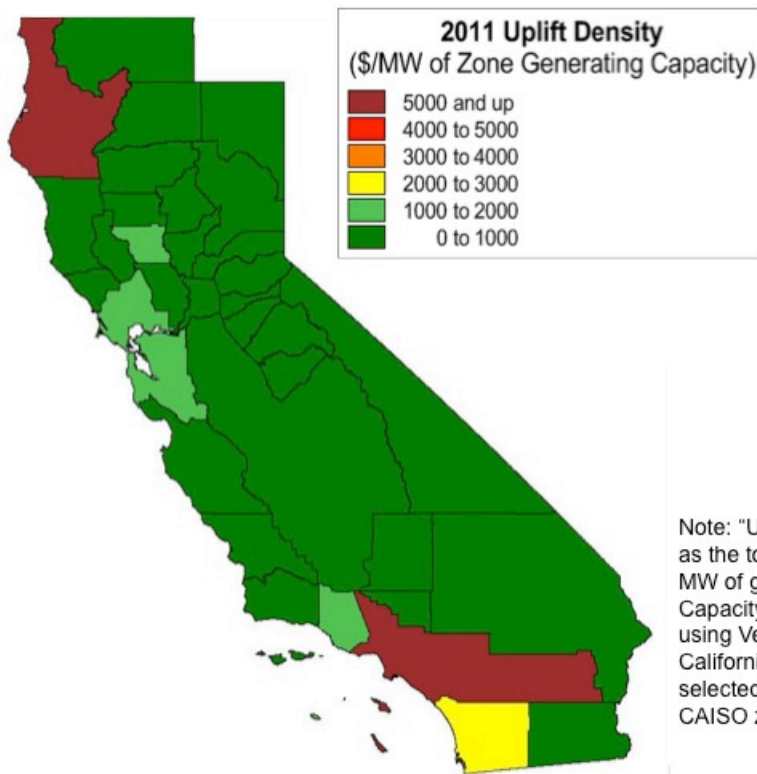 2011 Uplift Density
($/MW of Zone Generating Capacity)
5000 and up
4000 to 5000
3000 to 4000
2000 to 3000
1000 to 2000
0 to 1000
Note: "U
as the to
MW of g
Capacity
using Ve
Californi
selected
CAISO z